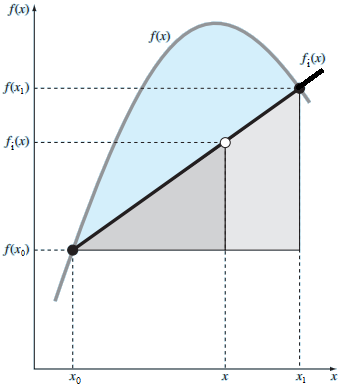 f(x)
f(x)
f₁(x)
f(x₁)
f₁(x)
f(x₀)
x₀
x
x₁
x